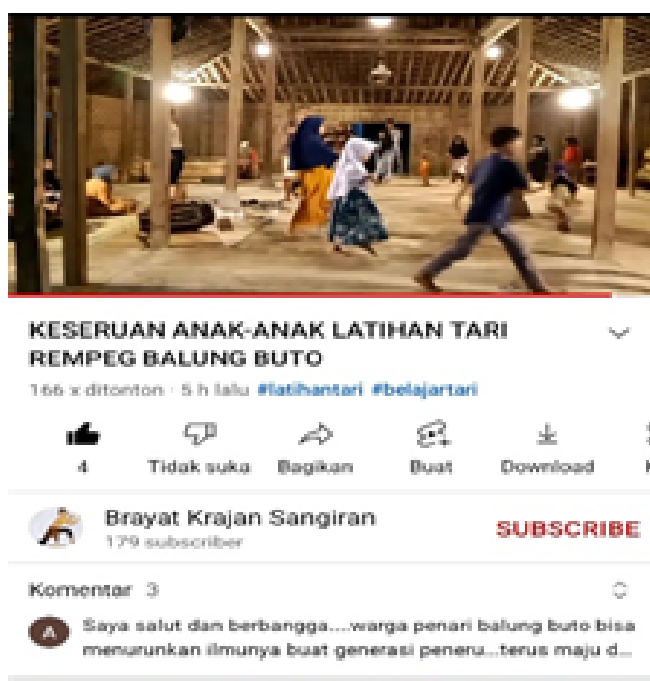 KESERUAN ANAK-ANAK LATIHAN TARI
REMPEG BALUNG BUTO
166 x ditonton · 5 h lalu #latihantari #belajartari
4 Tidak suka Bagikan Buat Download
Brayat Krajan Sangiran
179 subscriber
SUBSCRIBE
Komentar 3
A
Saya salut dan berbangga....warga penari balung buto bisa
menurunkan ilmunya buat generasi peneru...terus maju d...